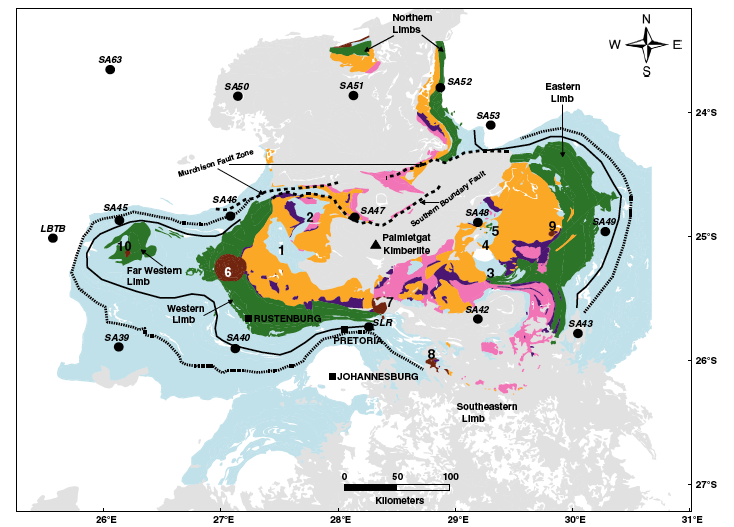 Northern
Limbs
N
W
E
S
SA63
SA50
SA51
SA52
SA53
Eastern
Limb
24°S
Murdhison Fault Zone
Southern Boundary Fault
SA45
SA46
SA47
SA48
SA49
LBTB
2
5
9
10
1
4
25°S
Palmietgat
Kimberlite
Far Western
Limb
6
3
Western
Limb
7
RUSTENBURG
SLR
SA42
SA43
PRETORIA
SA39
SA40
8
26°S
JOHANNESBURG
Southeastern
Limb
0
50
100
Kilometers
27°S
26°E
27°E
28°E
29°E
30°E
31°E